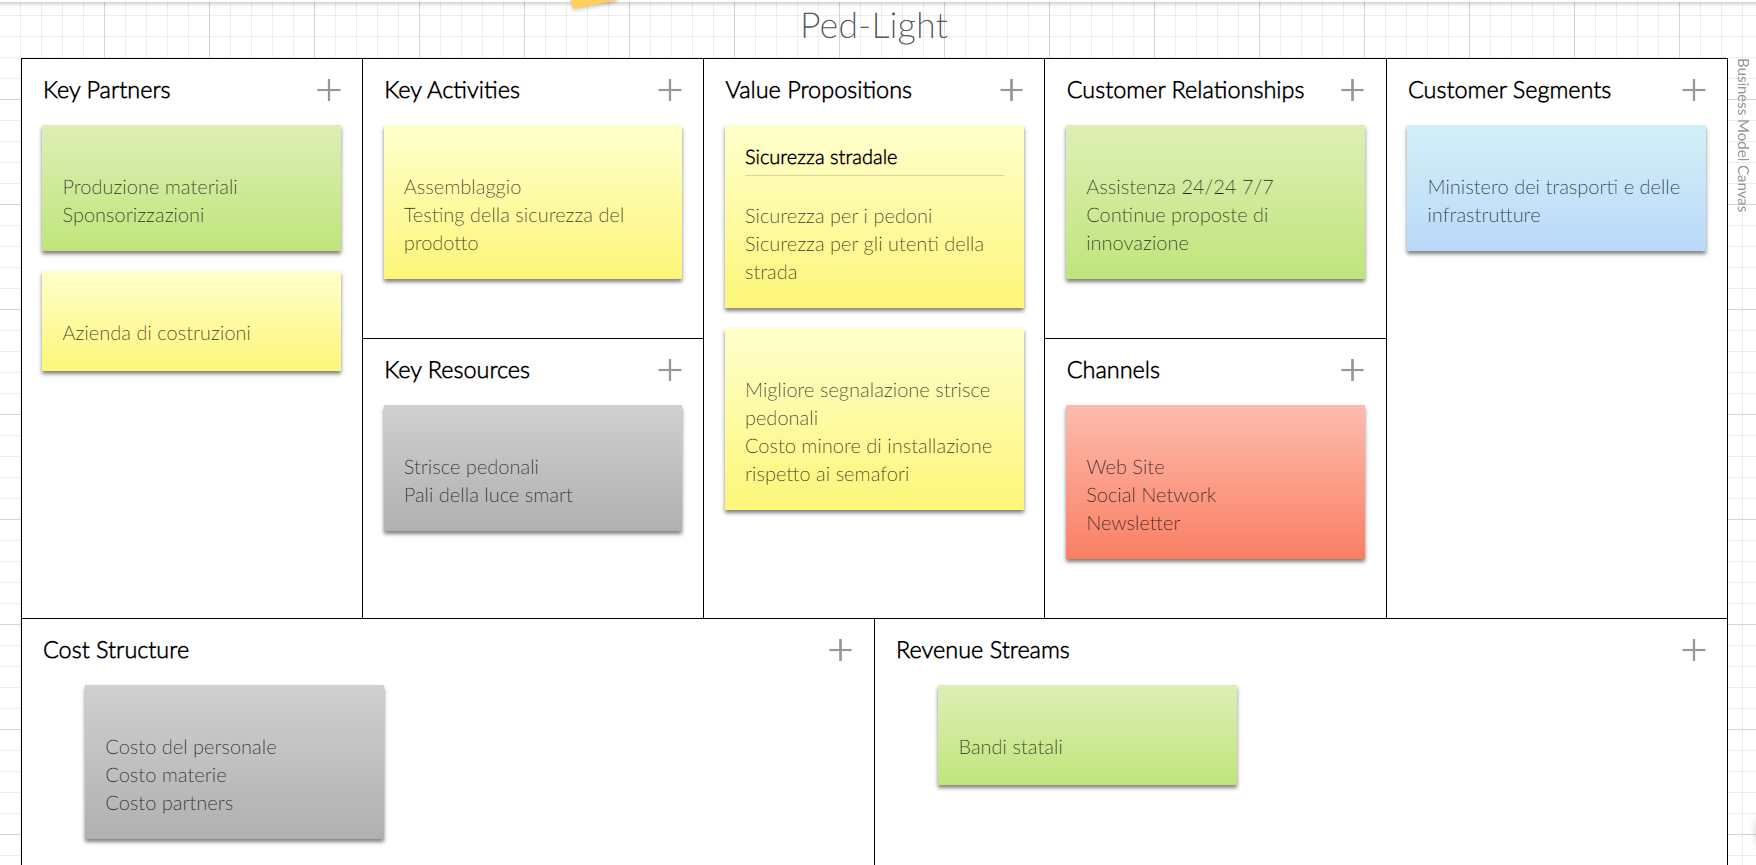 Ped-Light
Business Model Canvas
Key Partners
Produzione materiali
Sponsorizzazioni
Azienda di costruzioni
Key Activities
Assemblaggio
Testing della sicurezza del
prodotto
Key Resources
Strisce pedonali
Pali della luce smart
Value Propositions
Sicurezza stradale
Sicurezza per i pedoni
Sicurezza per gli utenti della
strada
Migliore segnalazione strisce
pedonali
Costo minore di installazione
rispetto ai semafori
Customer Relationships
Assistenza 24/24 7/7
Continue proposte di
innovazione
Channels
Web Site
Social Network
Newsletter
Customer Segments
Ministero dei trasporti e delle
infrastrutture
Cost Structure
Costo del personale
Costo materie
Costo partners
Revenue Streams
Bandi statali